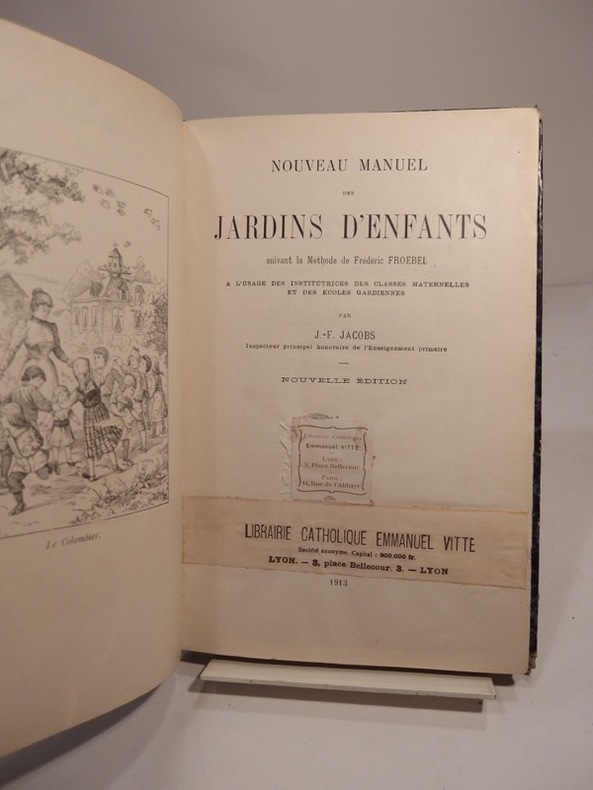 Le Colombier.
NOUVEAU MANUEL
DES
JARDINS D'ENFANTS
suivant la Méthode de Frédéric FROEBEL
A L'USAGE DES INSTITUTRICES DES CLASSES MATERNELLES
ET DES ÉCOLES GARDIENNES
PAR
J.-F. JACOBS
Inspecteur principal honoraire de l'Enseignement primaire
NOUVELLE ÉDITION
Librairie Catholique
Emmanuel VITTE
LYON:
3, Place Bellecour
PARIS:
14, Rue de l'Abbaye
LIBRAIRIE CATHOLIQUE EMMANUEL VITTE
Société anonyme. Capital : 900.000 fr.
LYON. — 3, place Bellecour, 3. — LYON
1913